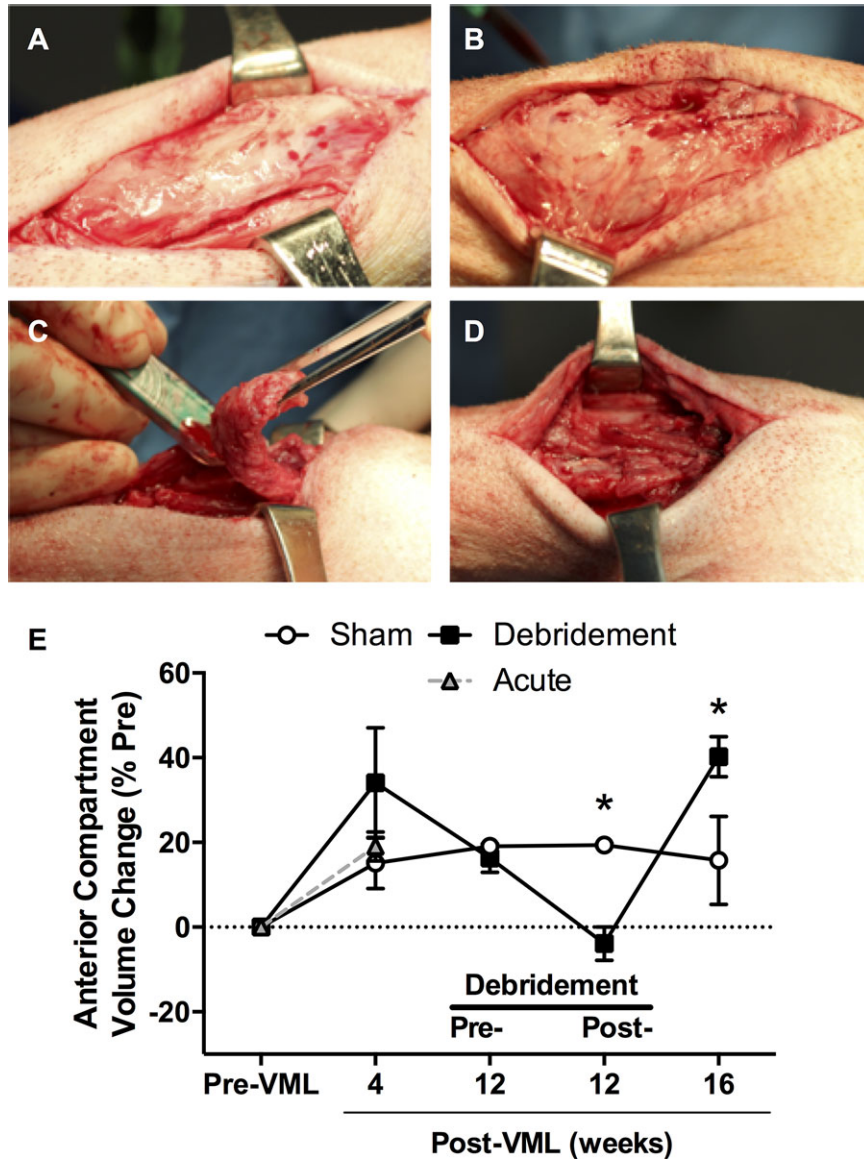 A
B
C
D
E
Sham Debridement
Acute
Anterior Compartment
Volume Change (% Pre)
60
40
20
0
-20
*
*
Debridement
Pre- Post-
Pre-VML 4 12 12 16
Post-VML (weeks)